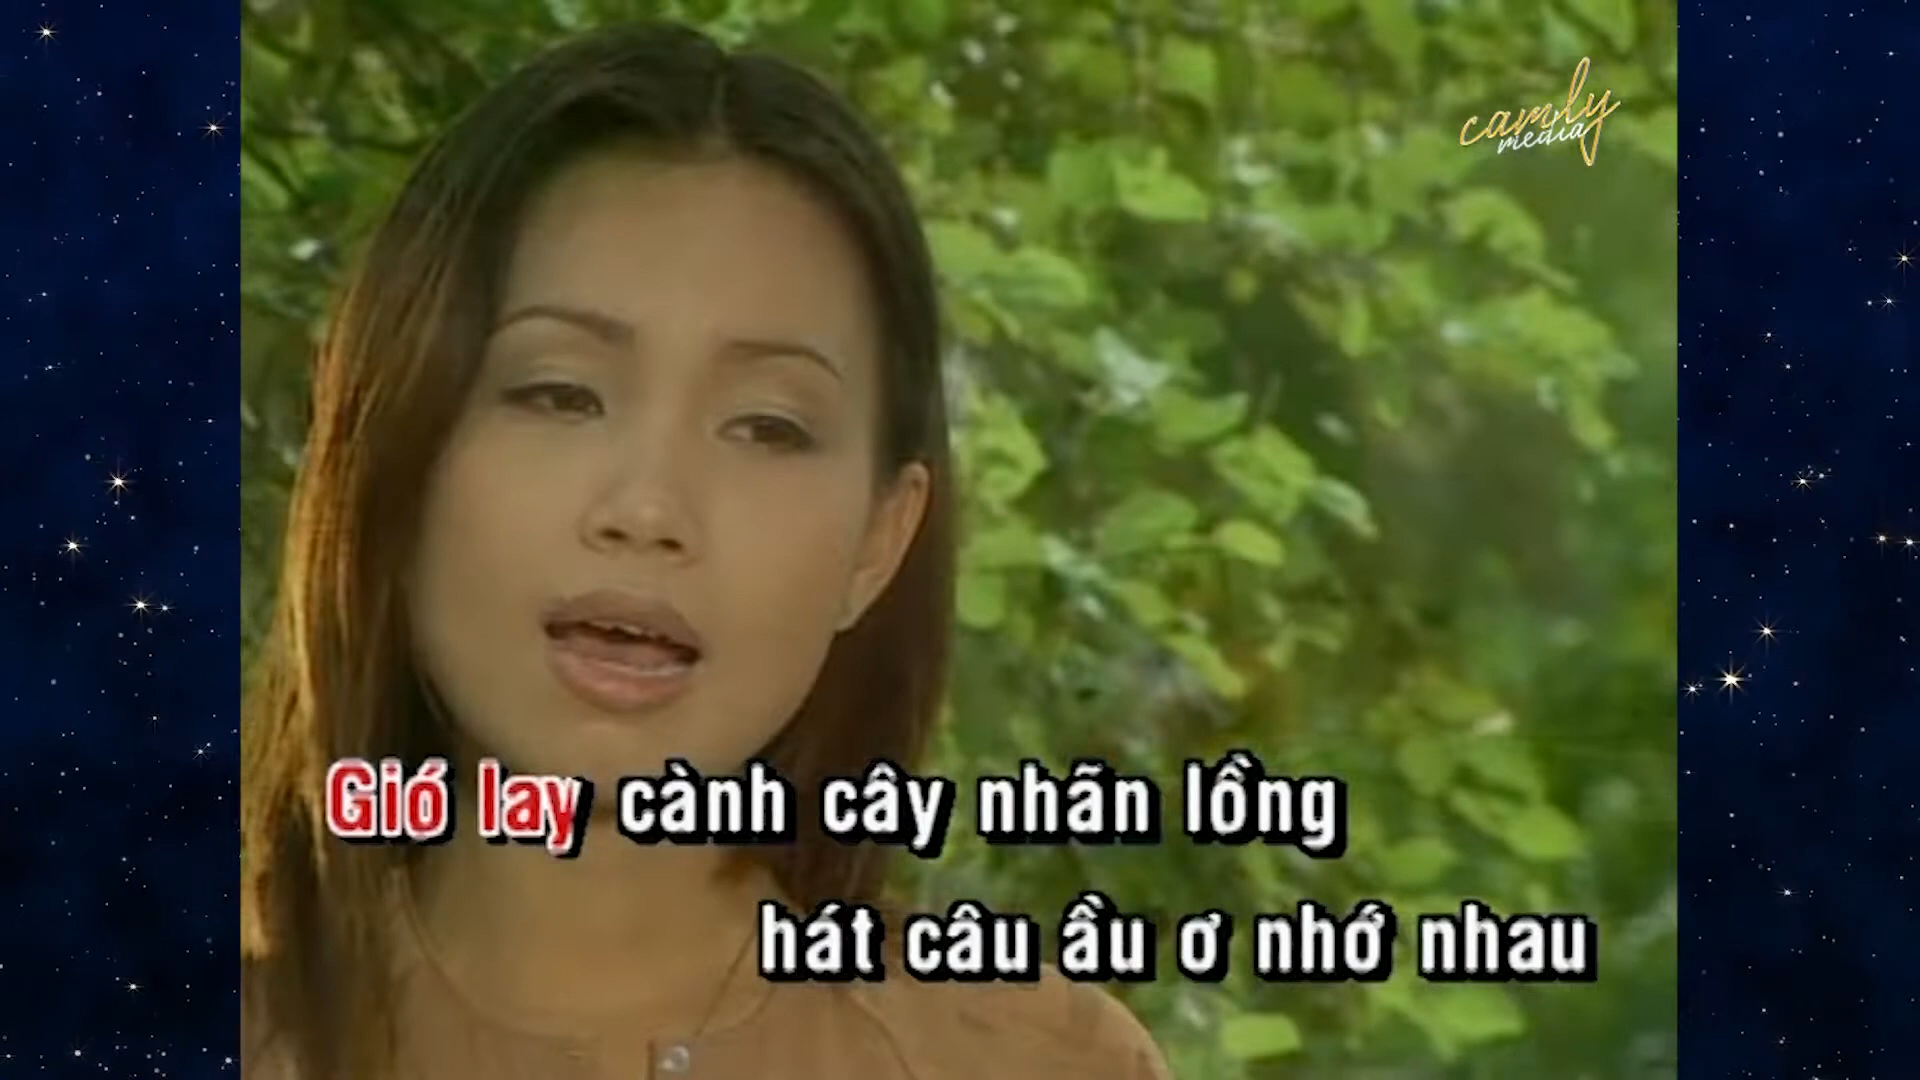 camly
media
Gió lay cành cây nhãn lồng
hát câu ầu ơ nhớ nhau